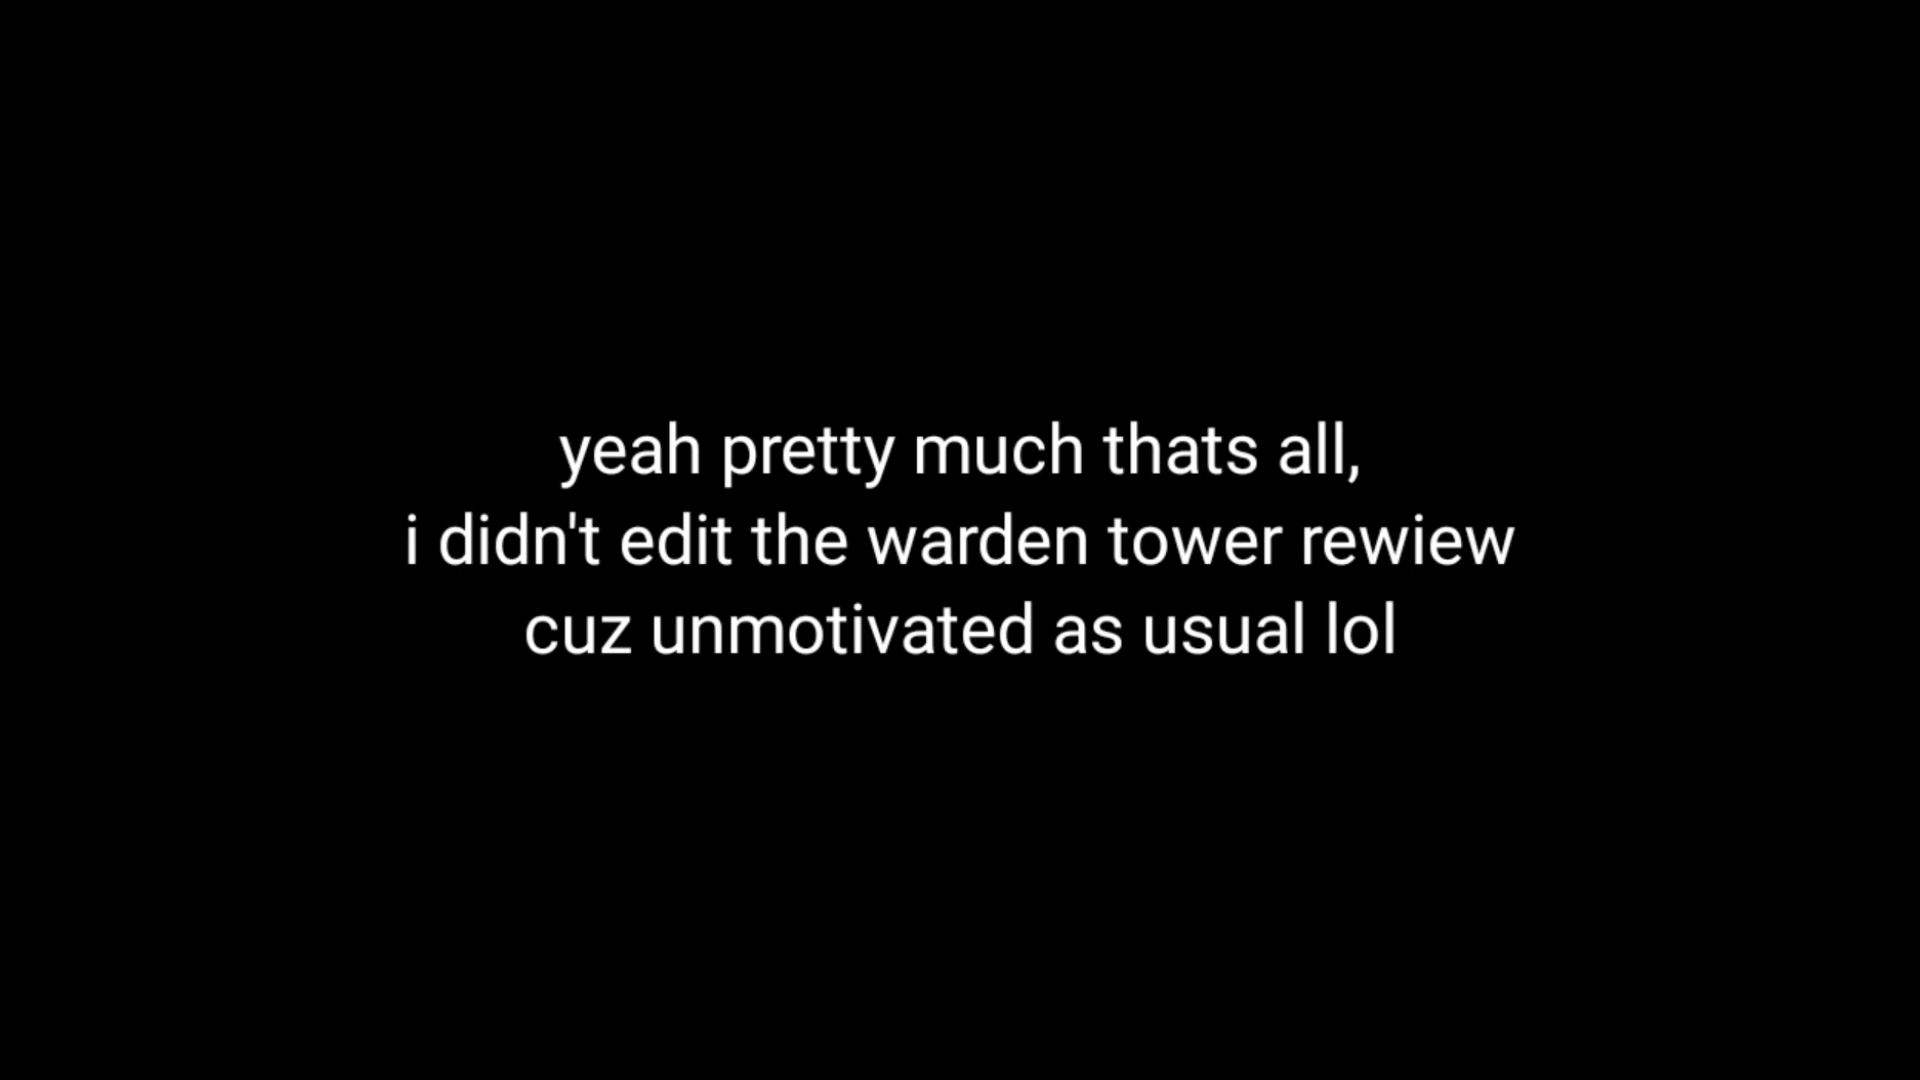 yeah pretty much thats all,
i didn't edit the warden tower rewiew
cuz unmotivated as usual lol